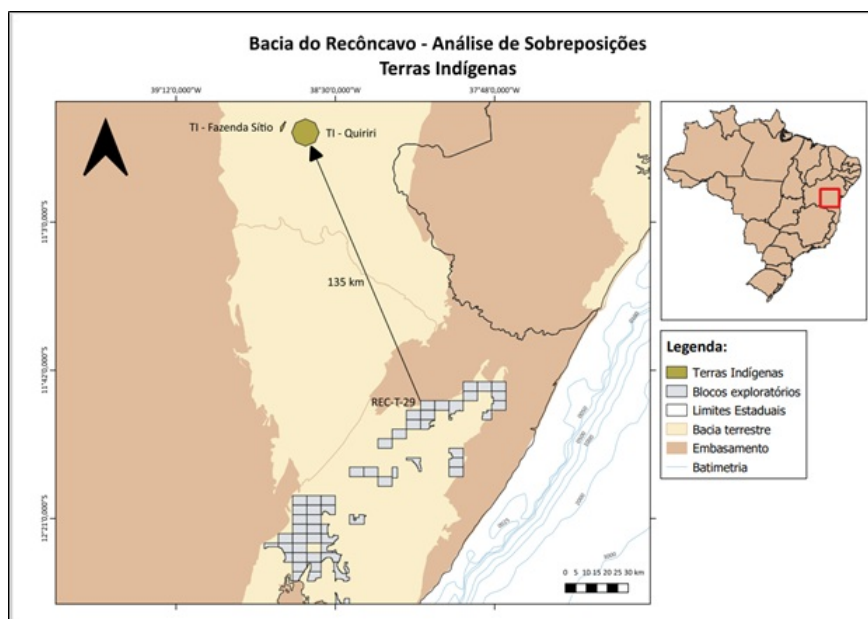 Bacia do Recôncavo - Análise de Sobreposições
Terras Indígenas
39°12'0,000"W
38°30'0,000"W
37°48'0,000"W
TI - Fazenda Sítio
TI - Quiriri
11°3'0,000"S
135 km
11°42'0,000"S
REC-T-29
12°21'0,000"S
3000
0 5 10 15 20 25 30 km
Legenda:
Terras Indígenas
Blocos exploratórios
Limites Estaduais
Bacia terrestre
Embasamento
Batimetria